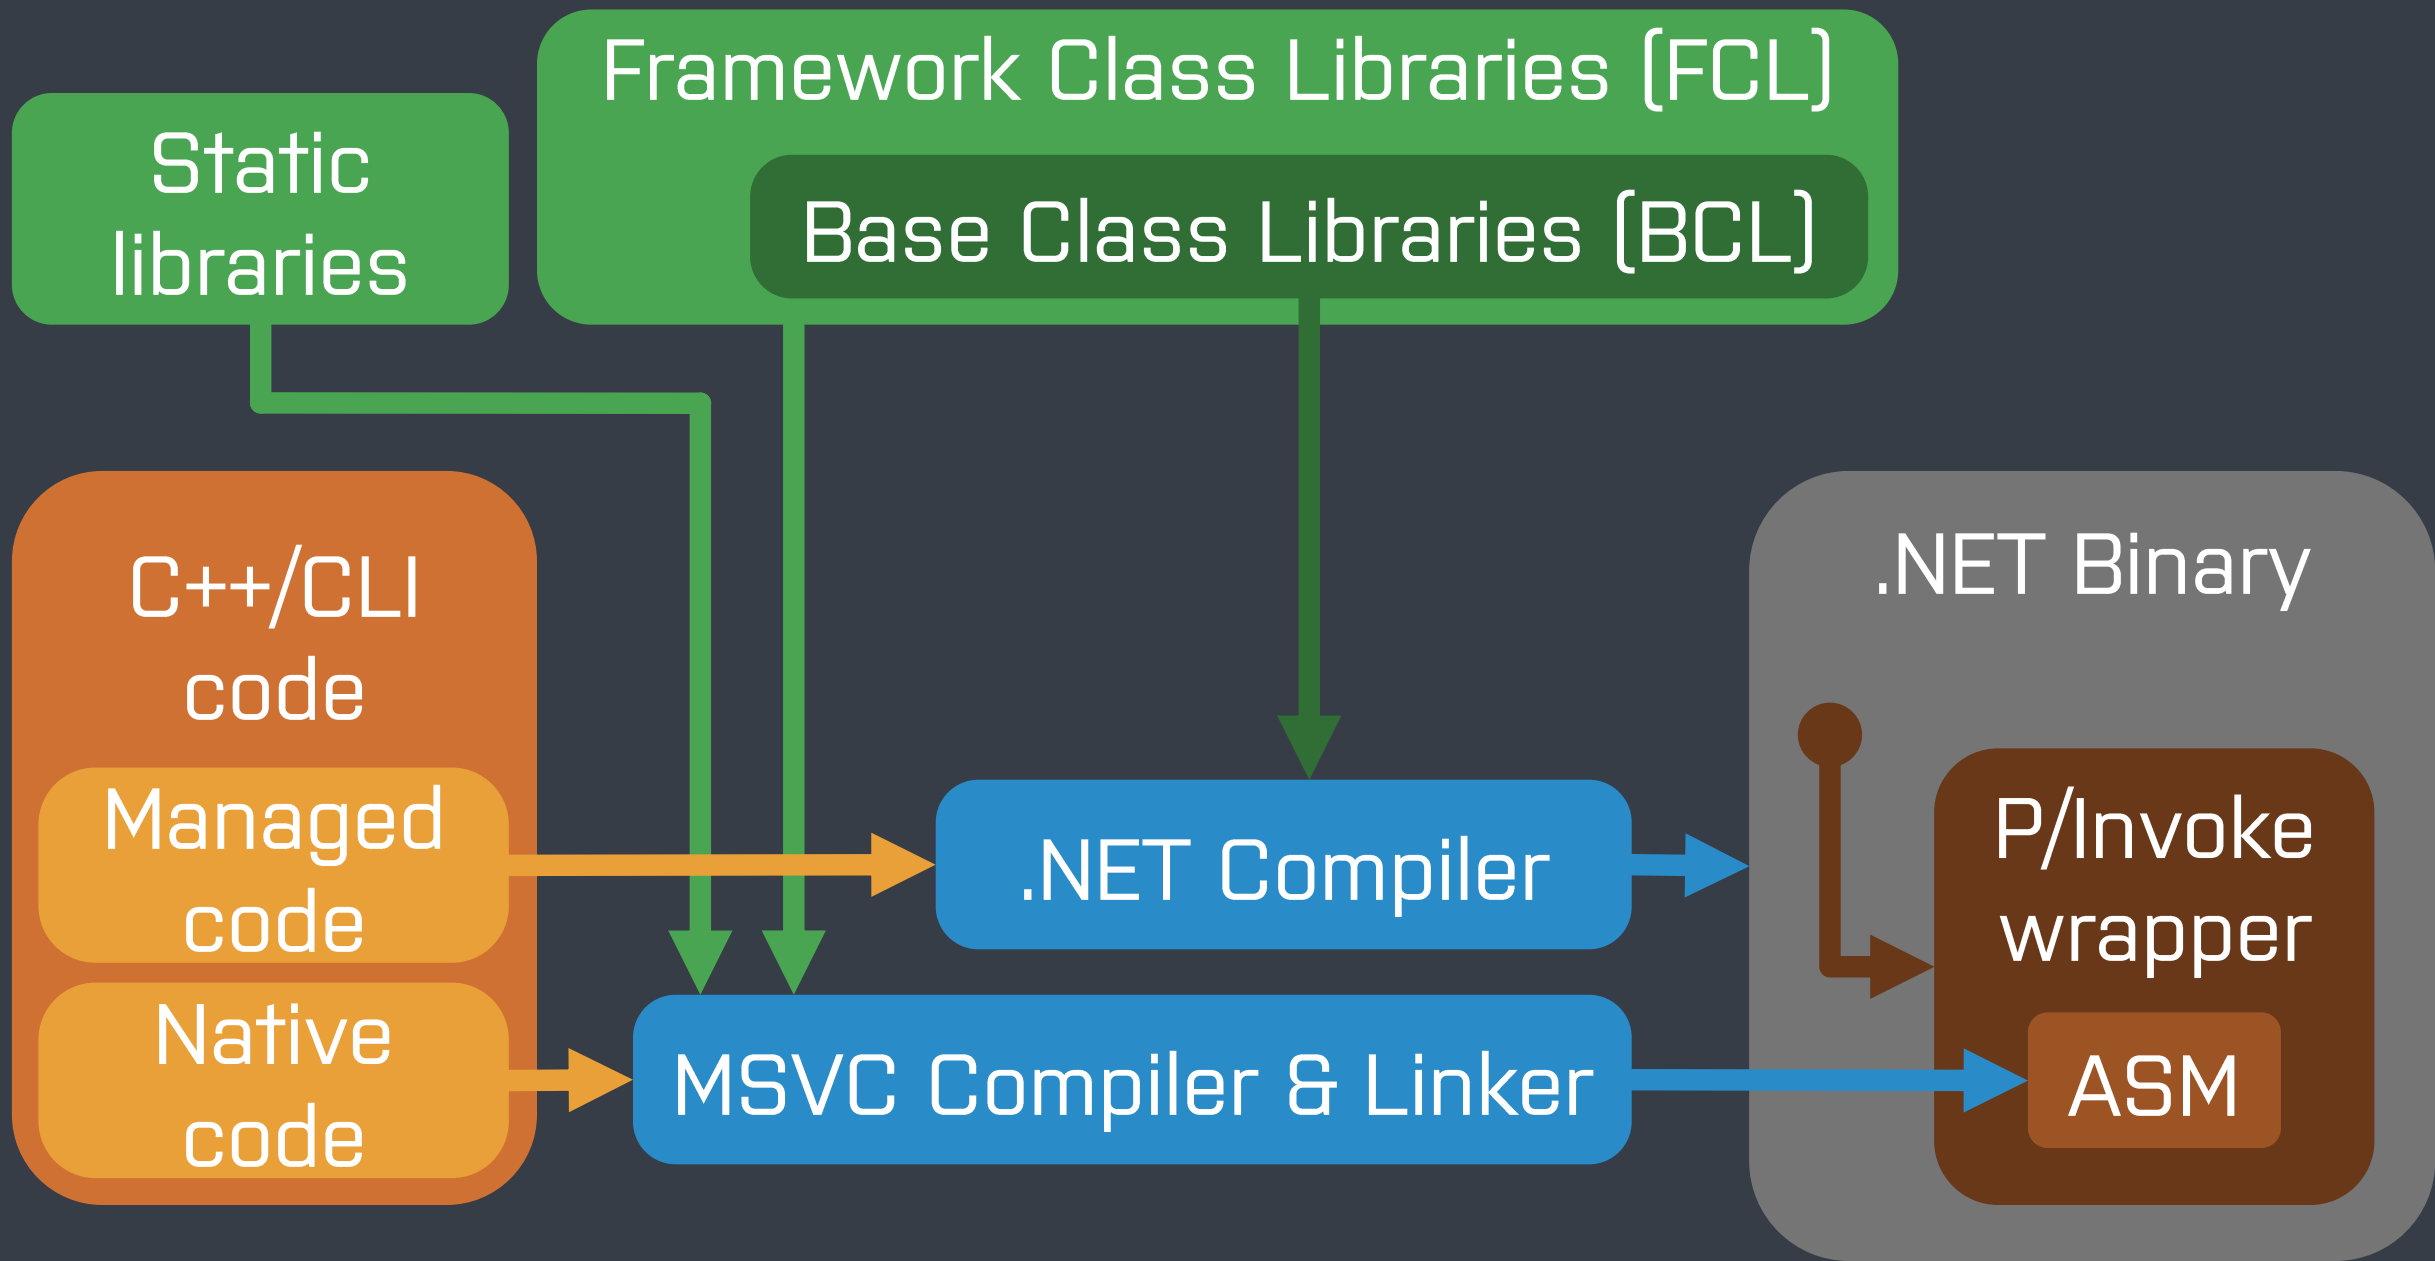 Framework Class Libraries (FCL)
Base Class Libraries (BCL)
Static
libraries
C++/CLI
code
Managed
code
Native
code
.NET Compiler
MSVC Compiler & Linker
.NET Binary
P/Invoke
wrapper
ASM